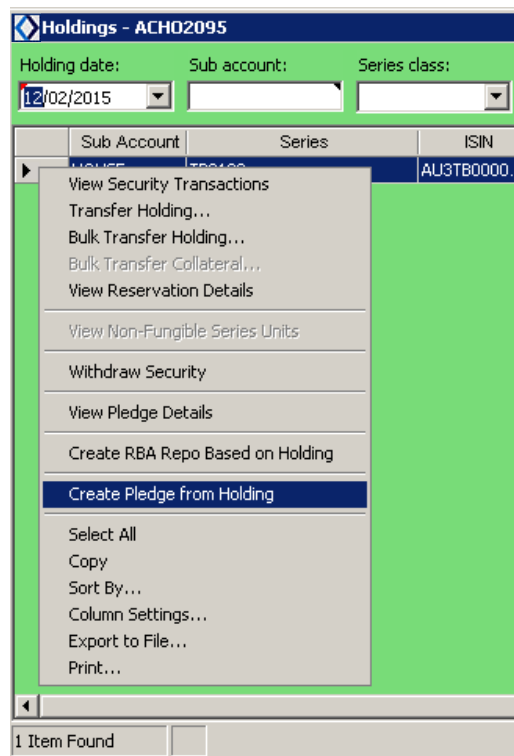 Holdings - ACHO2095
Holding date: Sub account: Series class:
12/02/2015
Sub Account Series ISIN
AU3TB0000.
View Security Transactions
Transfer Holding...
Bulk Transfer Holding...
Bulk Transfer Collateral...
View Reservation Details
View Non-Fungible Series Units
Withdraw Security
View Pledge Details
Create RBA Repo Based on Holding
Create Pledge from Holding
Select All
Copy
Sort By...
Column Settings...
Export to File...
Print...
1 Item Found